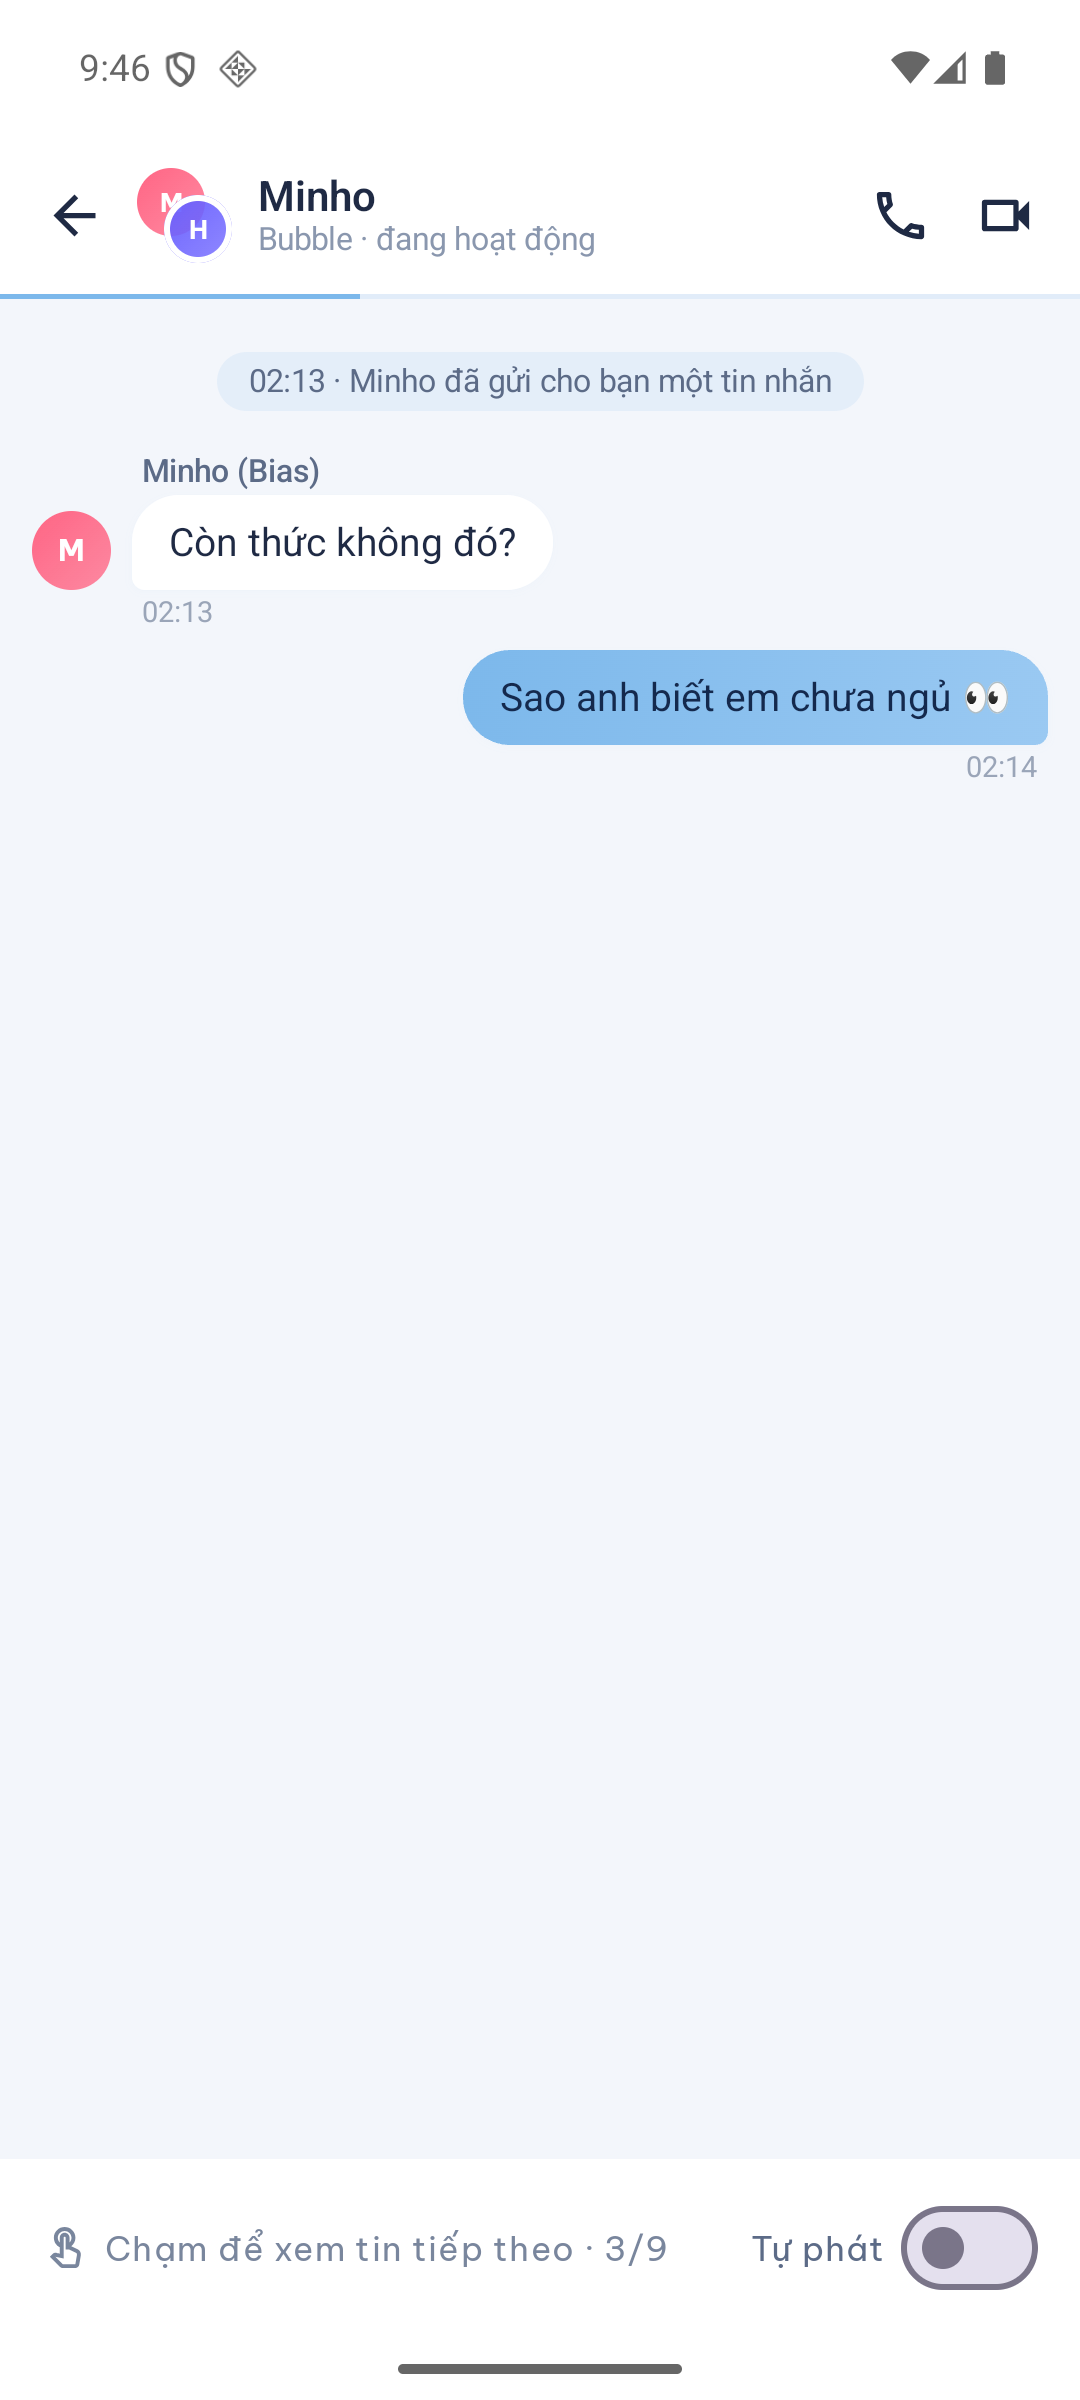 9:46
M
H
Minho
Bubble · đang hoạt động
02:13 · Minho đã gửi cho bạn một tin nhắn
Minho (Bias)
M
Còn thức không đó?
02:13
Sao anh biết em chưa ngủ 👀
02:14
Chạm để xem tin tiếp theo · 3/9
Tự phát